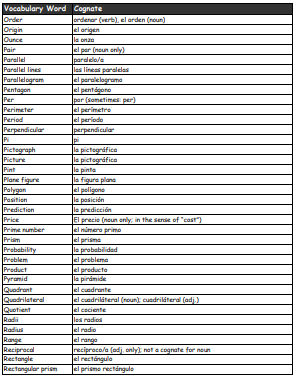 Vocabulary Word Cognate
Order ordenar (verb), el orden (noun)
Origin el origen
Ounce la onza
Pair el par (noun only)
Parallel paralelo/a
Parallel lines las líneas paralelas
Parallelogram el paralelogramo
Pentagon el pentágono
Per por (sometimes: per)
Perimeter el perímetro
Period el período
Perpendicular perpendicular
Pi pi
Pictograph la pictográfica
Picture la pictográfica
Pint la pinta
Plane figure la figura plana
Polygon el polígono
Position la posición
Prediction la predicción
Price El precio (noun only; in the sense of "cost")
Prime number el número primo
Prism el prisma
Probability la probabilidad
Problem el problema
Product el producto
Pyramid la pirámide
Quadrant el cuadrante
Quadrilateral el cuadrilátero (noun); cuadrilátera (adj.)
Quotient el cociente
Radii los radios
Radius el radio
Range el rango
Reciprocal recíproco/a (adj. only); not a cognate for noun
Rectangle el rectángulo
Rectangular prism el prismo rectángulo